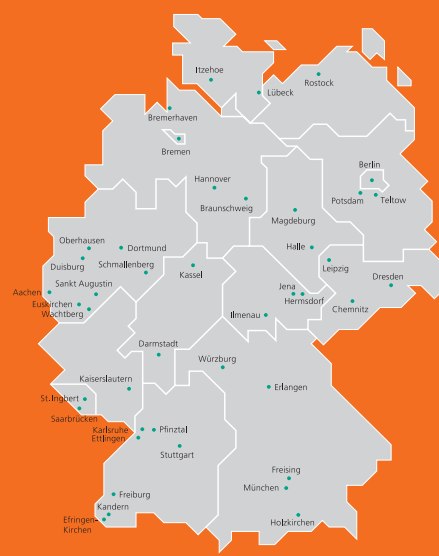 Itzehoe
Rostock
Lübeck
Bremerhaven
Bremen
Berlin
Hannover
Potsdam
Teltow
Braunschweig
Magdeburg
Oberhausen
Dortmund
Halle
Duisburg
Schmallenberg
Kassel
Leipzig
Dresden
Sankt Augustin
Jena
Aachen
Hermsdorf
Euskirchen
Chemnitz
Wachtberg
Ilmenau
Darmstadt
Würzburg
Kaiserslautern
Erlangen
St.Ingbert
Saarbrücken
Karlsruhe
Pfinztal
Ettlingen
Stuttgart
Freising
München
Freiburg
Kandern
Efringen-
Kirchen
Holzkirchen